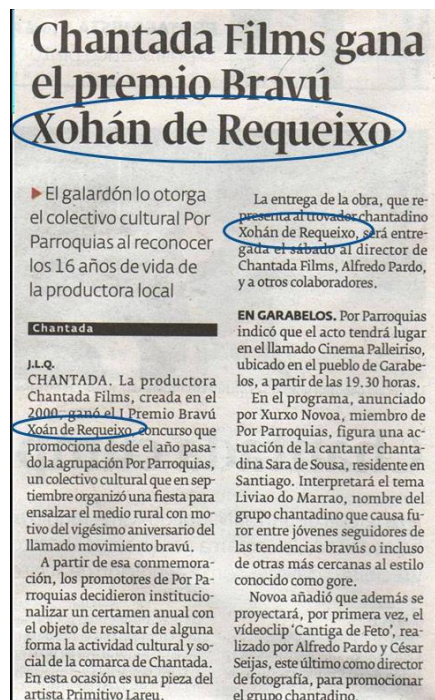 Chantada Films gana
el premio Bravú
Xohán de Requeixo
▶ El galardón lo otorga
el colectivo cultural Por
Parroquias al reconocer
los 16 años de vida de
la productora local
Chantada
J.L.Q.
CHANTADA. La productora
Chantada Films, creada en el
2000, ganó el I Premio Bravú
Xoán de Requeixo, concurso que
promociona desde el año pasa-
do la agrupación Por Parroquias,
un colectivo cultural que en sep-
tiembre organizó una fiesta para
ensalzar el medio rural con mo-
tivo del vigésimo aniversario del
llamado movimiento bravú.
A partir de esa conmemora-
ción, los promotores de Por Pa-
rroquias decidieron institucio-
nalizar un certamen anual con
el objeto de resaltar de alguna
forma la actividad cultural y so-
cial de la comarca de Chantada.
En esta ocasión es una pieza del
artista Primitivo Lareu.
La entrega de la obra, que re-
presenta al trovador chantadino
Xohán de Requeixo, será entre-
gada el sábado al director de
Chantada Films, Alfredo Pardo,
y a otros colaboradores.
EN GARABELOS. Por Parroquias
indicó que el acto tendrá lugar
en el llamado Cinema Palleiriso,
ubicado en el pueblo de Garabe-
los, a partir de las 19.30 horas.
En el programa, anunciado
por Xurxo Novoa, miembro de
Por Parroquias, figura una ac-
tuación de la cantante chanta-
dina Sara de Sousa, residente en
Santiago. Interpretará el tema
Liviao do Marrao, nombre del
grupo chantadino que causa fu-
ror entre jóvenes seguidores de
las tendencias bravús o incluso
de otras más cercanas al estilo
conocido como gore.
Novoa añadió que además se
proyectará, por primera vez, el
vídeoclip 'Cantiga de Feto', rea-
lizado por Alfredo Pardo y César
Seijas, este último como director
de fotografía, para promocionar
el grupo chantadino